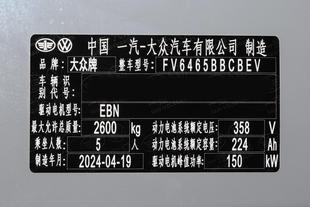 中国 一汽-大众汽车有限公司 制造
品牌: 大众牌 整车型号: FV6465BBCBEV
车辆识别代号:
驱动电机型号: EBN
最大允许总质量: 2600 kg 动力电池系统额定电压: 358 V
乘坐人数: 5 人 动力电池系统额定容量: 224 Ah
制造年月: 2024-04-19 驱动电机峰值功率: 150 kW